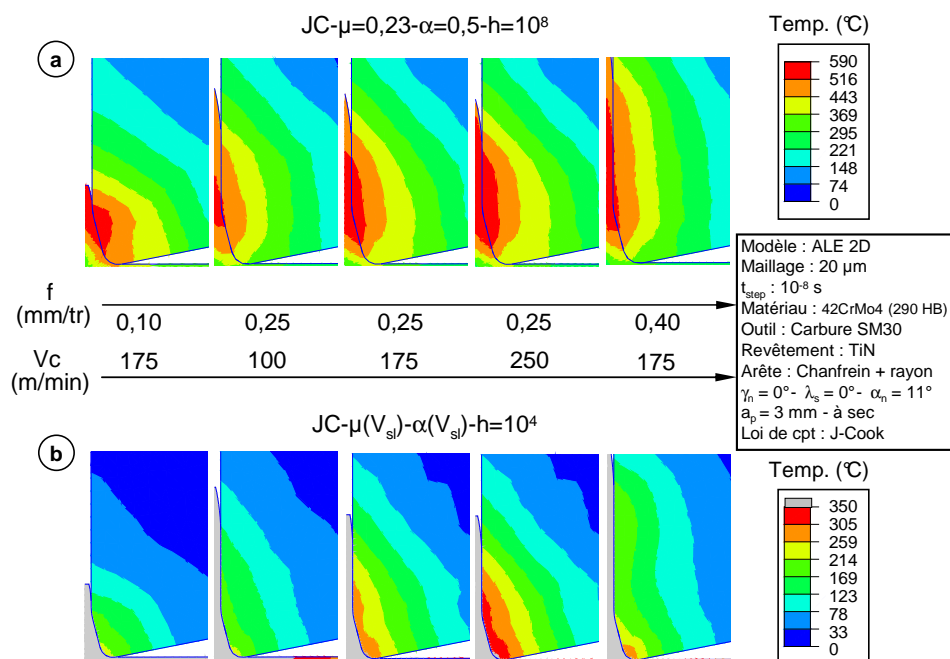 JC-µ=0,23-α=0,5-h=10⁸
Temp. (℃)
a
590
516
443
369
295
221
148
74
0
f
(mm/tr)
0,10 0,25 0,25 0,25 0,40
Vc
(m/min)
175 100 175 250 175
Modèle : ALE 2D
Maillage : 20 µm
t_step : 10⁻⁸ s
Matériau : 42CrMo4 (290 HB)
Outil : Carbure SM30
Revêtement : TiN
Arête : Chanfrein + rayon
γₙ = 0° - λₛ = 0° - αₙ = 11°
aₚ = 3 mm - à sec
Loi de cpt : J-Cook
JC-µ(V_sl)-α(V_sl)-h=10⁴
b
Temp. (℃)
350
305
259
214
169
123
78
33
0